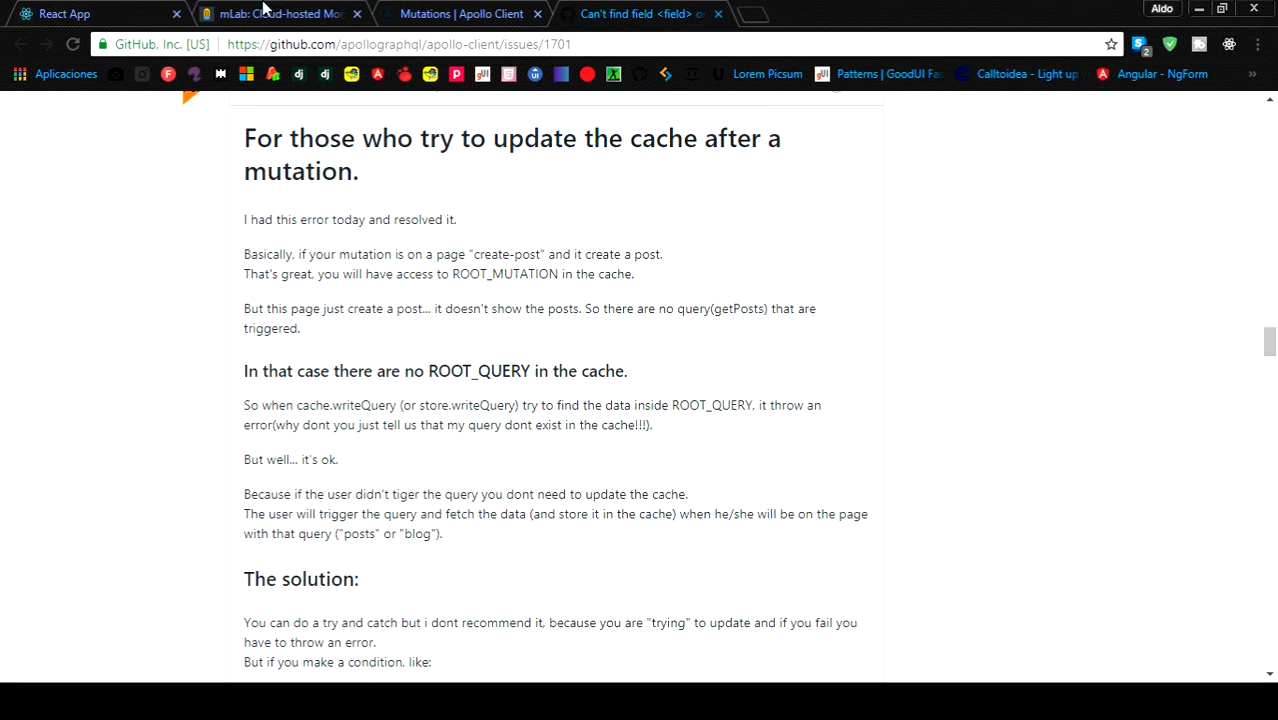 React App
mLab: Cloud-hosted Mo
Mutations | Apollo Client
Can't find field <field> o
Aldo
GitHub, Inc. [US]
https://github.com/apollographql/apollo-client/issues/1701
2
Aplicaciones
Lorem Picsum
Patterns | GoodUI Fas
Calltoidea - Light up
Angular - NgForm
For those who try to update the cache after a
mutation.
I had this error today and resolved it.
Basically, if your mutation is on a page "create-post" and it create a post.
That's great, you will have access to ROOT_MUTATION in the cache.
But this page just create a post... it doesn't show the posts. So there are no query(getPosts) that are
triggered.
In that case there are no ROOT_QUERY in the cache.
So when cache.writeQuery (or store.writeQuery) try to find the data inside ROOT_QUERY, it throw an
error(why dont you just tell us that my query dont exist in the cache!!!).
But well... it's ok.
Because if the user didn't tiger the query you dont need to update the cache.
The user will trigger the query and fetch the data (and store it in the cache) when he/she will be on the page
with that query ("posts" or "blog").
The solution:
You can do a try and catch but i dont recommend it, because you are "trying" to update and if you fail you
have to throw an error.
But if you make a condition, like: